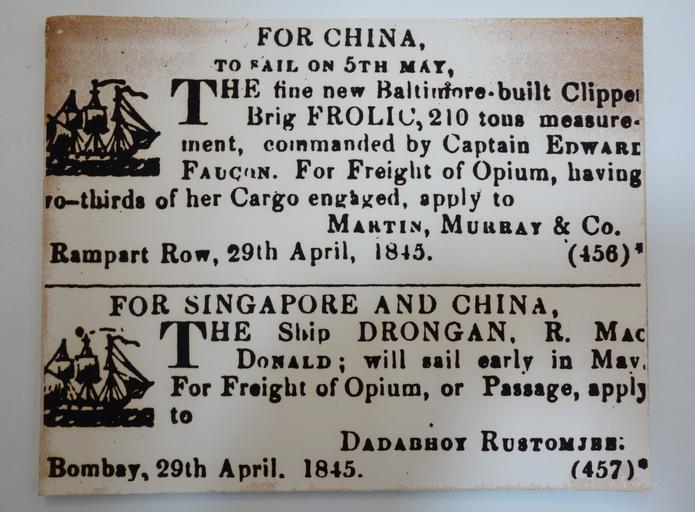 FOR CHINA,
TO SAIL ON 5TH MAY,
THE fine new Baltimore-built Clipper
Brig FROLIC, 210 tons measure-
ment, commanded by Captain EDWARD
FAUCON. For Freight of Opium, having
wo-thirds of her Cargo engaged, apply to
MARTIN, MURRAY & Co.
Rampart Row, 29th April, 1845. (456)*
FOR SINGAPORE AND CHINA,
THE Ship DRONGAN, R. MAC
DONALD; will sail early in May.
For Freight of Opium, or Passage, apply
to
DADABHOY RUSTOMJEE:
Bombay, 29th April. 1845. (457)*